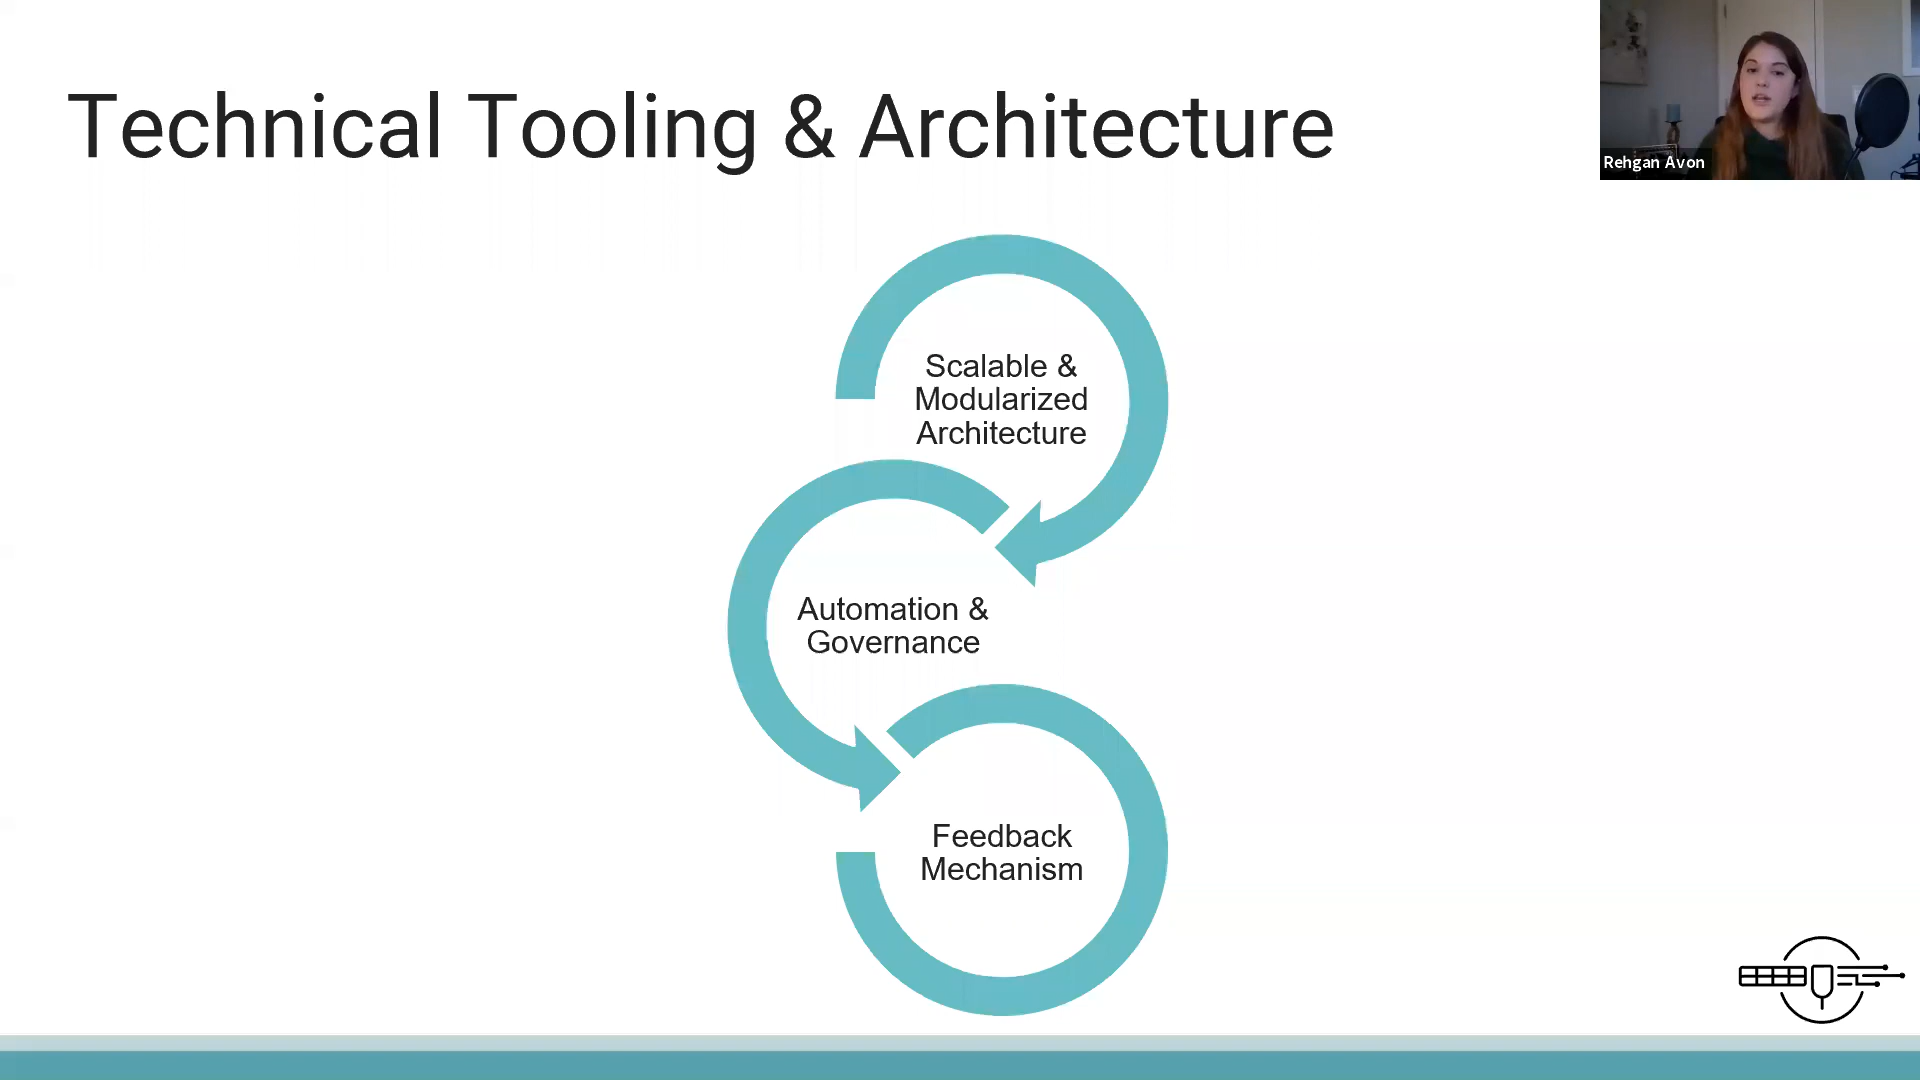 Technical Tooling & Architecture
Rehgan Avon
Scalable &
Modularized
Architecture
Automation &
Governance
Feedback
Mechanism